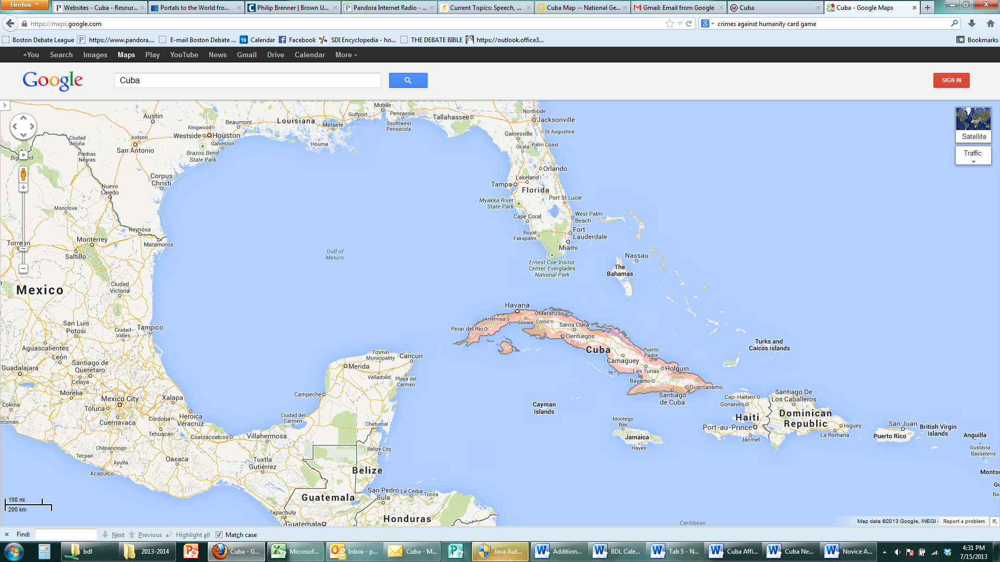 Firefox
Websites - Cuba - Resour...
Portals to the World fro...
Philip Brenner | Brown U...
Pandora Internet Radio - ...
Current Topics: Speech, ...
Cuba Map -- National Ge...
Gmail: Email from Google
Cuba
Cuba - Google Maps
https://maps.google.com
crimes against humanity card game
Boston Debate League
https://www.pandora....
E-mail Boston Debate ...
19 Calendar
Facebook
SDI Encyclopedia - ho...
THE DEBATE BIBLE
https://outlook.office3...
Bookmarks
+You Search Images Maps Play YouTube News Gmail Drive Calendar More
Google
Cuba
SIGN IN
Satellite
Traffic
Austin
Kingwood
Beaumont
Louisiana
Metairie
Gulfport
Mobile
Pensacola
Southwest
Pensacola
Tallahassee
Northside
Jacksonville
St Augustine
Gainesville
Palm Coast
Ocala
Ciudad
Acuña
Judson
San Antonio
Westside
Houston
Galveston
Houma
Brazos Bend
State Park
Piedras
Negras
Corpus
Christi
Nuevo
Laredo
Monclova
Reynosa
Matamoros
Monterrey
Torreon
Saltillo
Orlando
Lakeland
Tampa
Florida
Myakka River
State Park
Port St Lucie
Cape Coral
West Palm
Beach
Royal
Fakapalm
Fort
Lauderdale
Miami
Ernest Coe Visitor
Center, Everglades
National Park
Gulf of
Mexico
Nassau
The
Bahamas
Mexico
Ciudad
Victoria
San Luis
Potosi
Ciudad
Valles
Tampico
Aguascalientes
León
Santiago de
Querétaro
Guadalajara
Celaya
Morelia
Mexico City
Xalapa
Colima
Toluca
Cuernavaca
Córdoba
Heroica
Veracruz
Tehuacán
Coatzacoalcos
Villahermosa
Ciudad del
Carmen
Campeche
Chilpancingo
Tecpan
Ayutla
Acapulco
Oaxaca
Tuxtla
Gutiérrez
Tapachula
Tizimín
Municipality
Cancún
Merida
Valladolid
Playa del
Carmen
Chetumal
Belize City
Belize
Guatemala
Guatemala
San Pedro
Sula
La Ceiba
Tocoa
Honduras
Havana
Artemisa
Matanzas
Güines
Colón
Santa Clara
Pinar del Río
Cienfuegos
Cuba
Puerto
Padre
Camaguey
Las Tunas
Holguin
Bayamo
Guantanamo
Santiago
de Cuba
Turks and
Caicos Islands
Cayman
Islands
Montego
Bay
Jamaica
Hayes
Cap-Haitien
Gonaives
Haiti
Port-au-Prince
Jacmel
Santiago De
Los Caballeros
Dominican
Republic
Higüey
La Romana
San Juan
Puerto Rico
British Virgin
Islands
Anguilla
Gustavia
Basseterre
Caribbean
100 mi
200 km
Map data ©2013 Google, INEGI -
Report a problem
Find:
Next
Previous
Highlight all
Match case
bdl
2013-2014
Cuba - G...
Microsof...
Inbox - p...
Cuba - M...
Java Aut...
Addition...
BDL Cale...
Tab 5 - N...
Cuba Affi...
Cuba Ne...
Novice A...
4:31 PM
7/15/2013